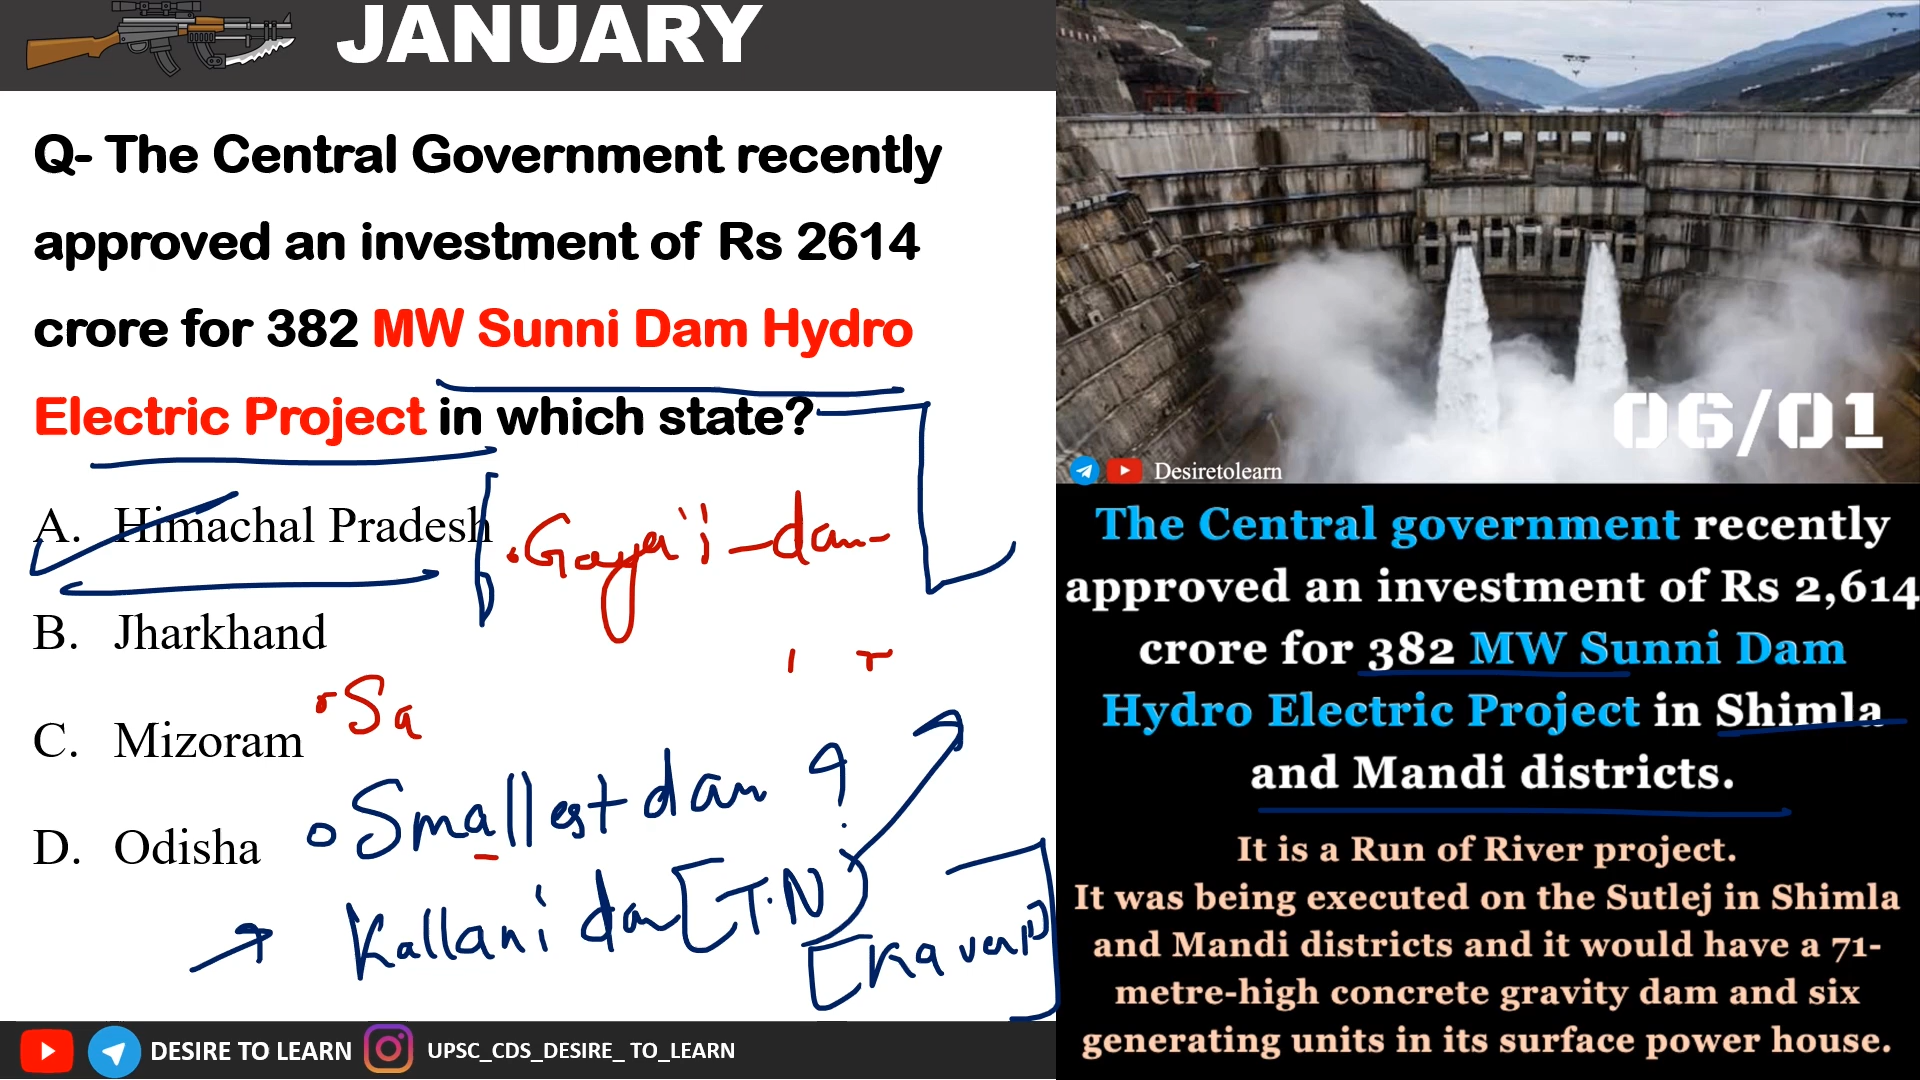 JANUARY
Q- The Central Government recently
approved an investment of Rs 2614
crore for 382 MW Sunni Dam Hydro
Electric Project in which state?
A. Himachal Pradesh
B. Jharkhand
C. Mizoram
D. Odisha
dam
Sa
Smallest dam ?
Kallani dam [T.N)
[Kaveri]
DESIRE TO LEARN
UPSC_CDS_DESIRE_ TO_LEARN
06/01
Desiretolearn
The Central government recently
approved an investment of Rs 2,614
crore for 382 MW Sunni Dam
Hydro Electric Project in Shimla
and Mandi districts.
It is a Run of River project.
It was being executed on the Sutlej in Shimla
and Mandi districts and it would have a 71-
metre-high concrete gravity dam and six
generating units in its surface power house.